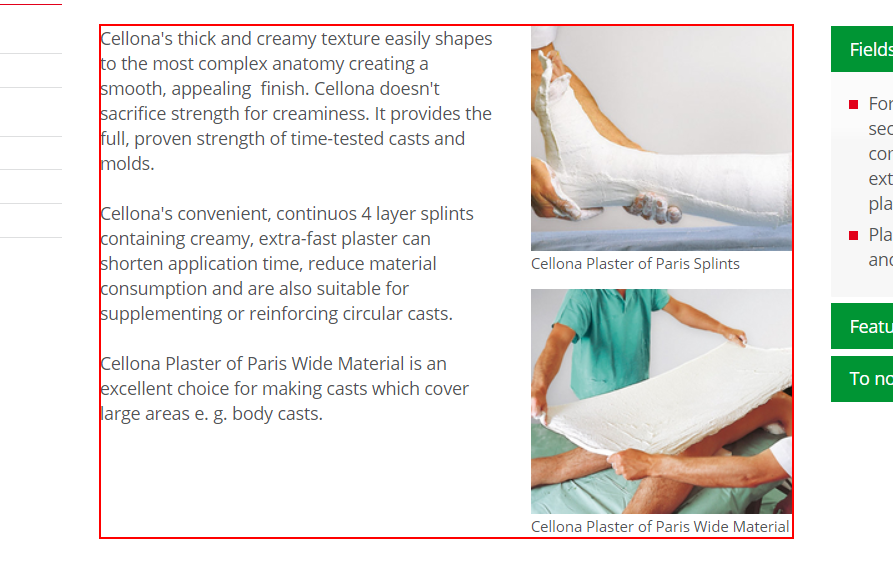 Cellona's thick and creamy texture easily shapes
to the most complex anatomy creating a
smooth, appealing  finish. Cellona doesn't
sacrifice strength for creaminess. It provides the
full, proven strength of time-tested casts and
molds.
Cellona's convenient, continuos 4 layer splints
containing creamy, extra-fast plaster can
shorten application time, reduce material
consumption and are also suitable for
supplementing or reinforcing circular casts.
Cellona Plaster of Paris Wide Material is an
excellent choice for making casts which cover
large areas e. g. body casts.
Cellona Plaster of Paris Splints
Cellona Plaster of Paris Wide Material
Fields
For
sec
con
ext
pla
Pla
and
Featu
To no